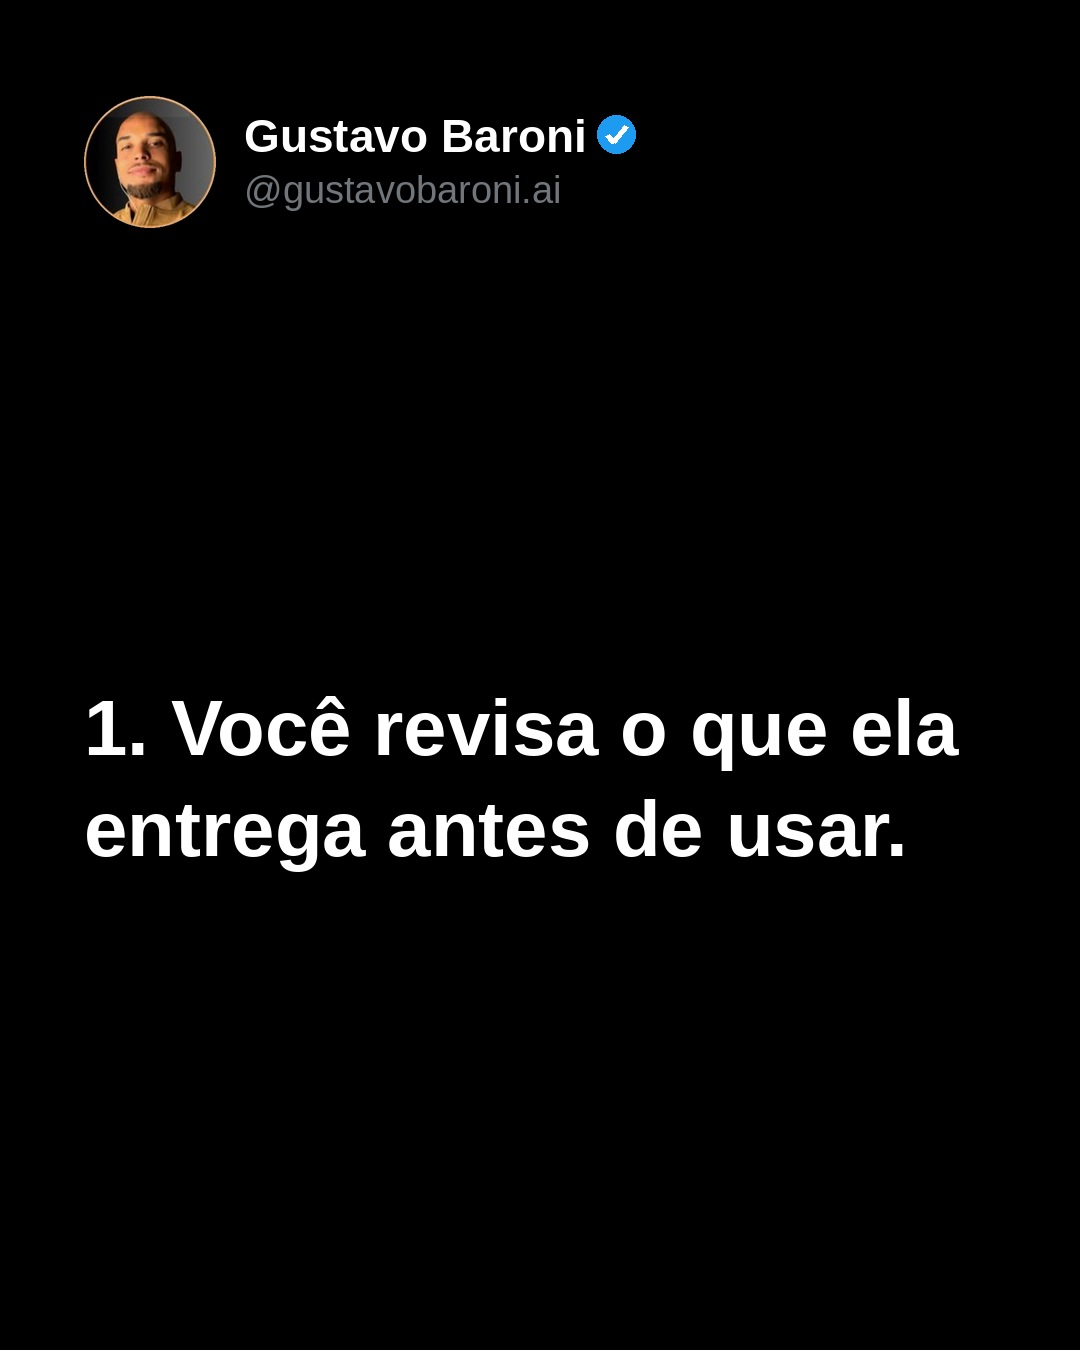 Gustavo Baroni
@gustavobaroni.ai
1. Você revisa o que ela
entrega antes de usar.